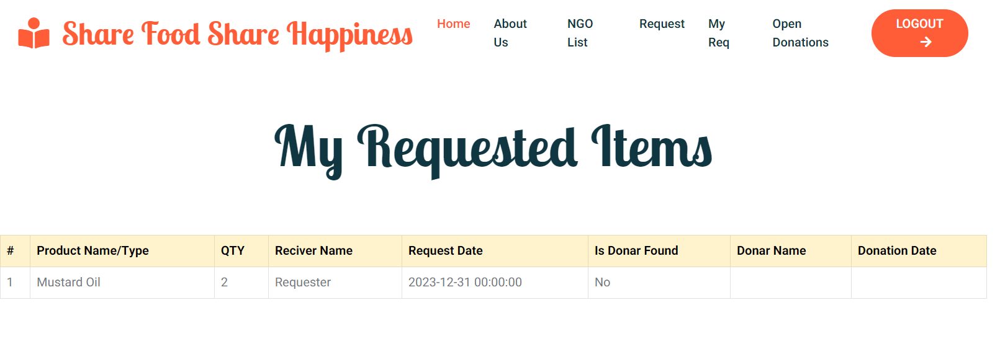 Share Food Share Happiness
Home
About
Us
NGO
List
Request
My
Req
Open
Donations
LOGOUT
My Requested Items
# Product Name/Type QTY Reciver Name Request Date Is Donar Found Donar Name Donation Date
1 Mustard Oil 2 Requester 2023-12-31 00:00:00 No